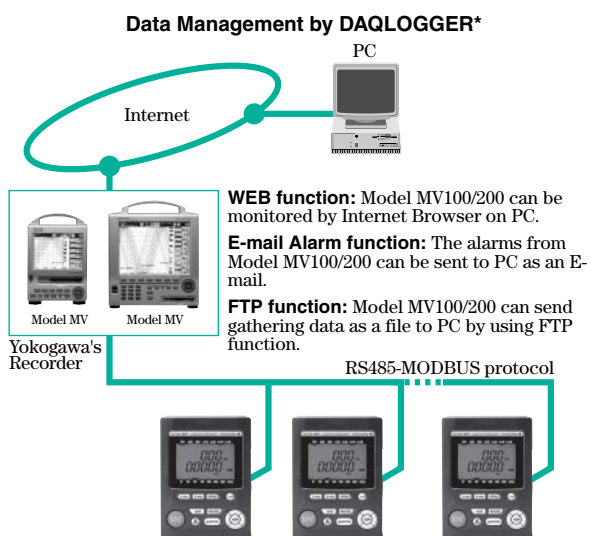 Data Management by DAQLOGGER*
PC
Internet
WEB function: Model MV100/200 can be
monitored by Internet Browser on PC.
E-mail Alarm function: The alarms from
Model MV100/200 can be sent to PC as an E-
mail.
FTP function: Model MV100/200 can send
gathering data as a file to PC by using FTP
function.
Model MV
Model MV
Yokogawa's
Recorder
RS485-MODBUS protocol